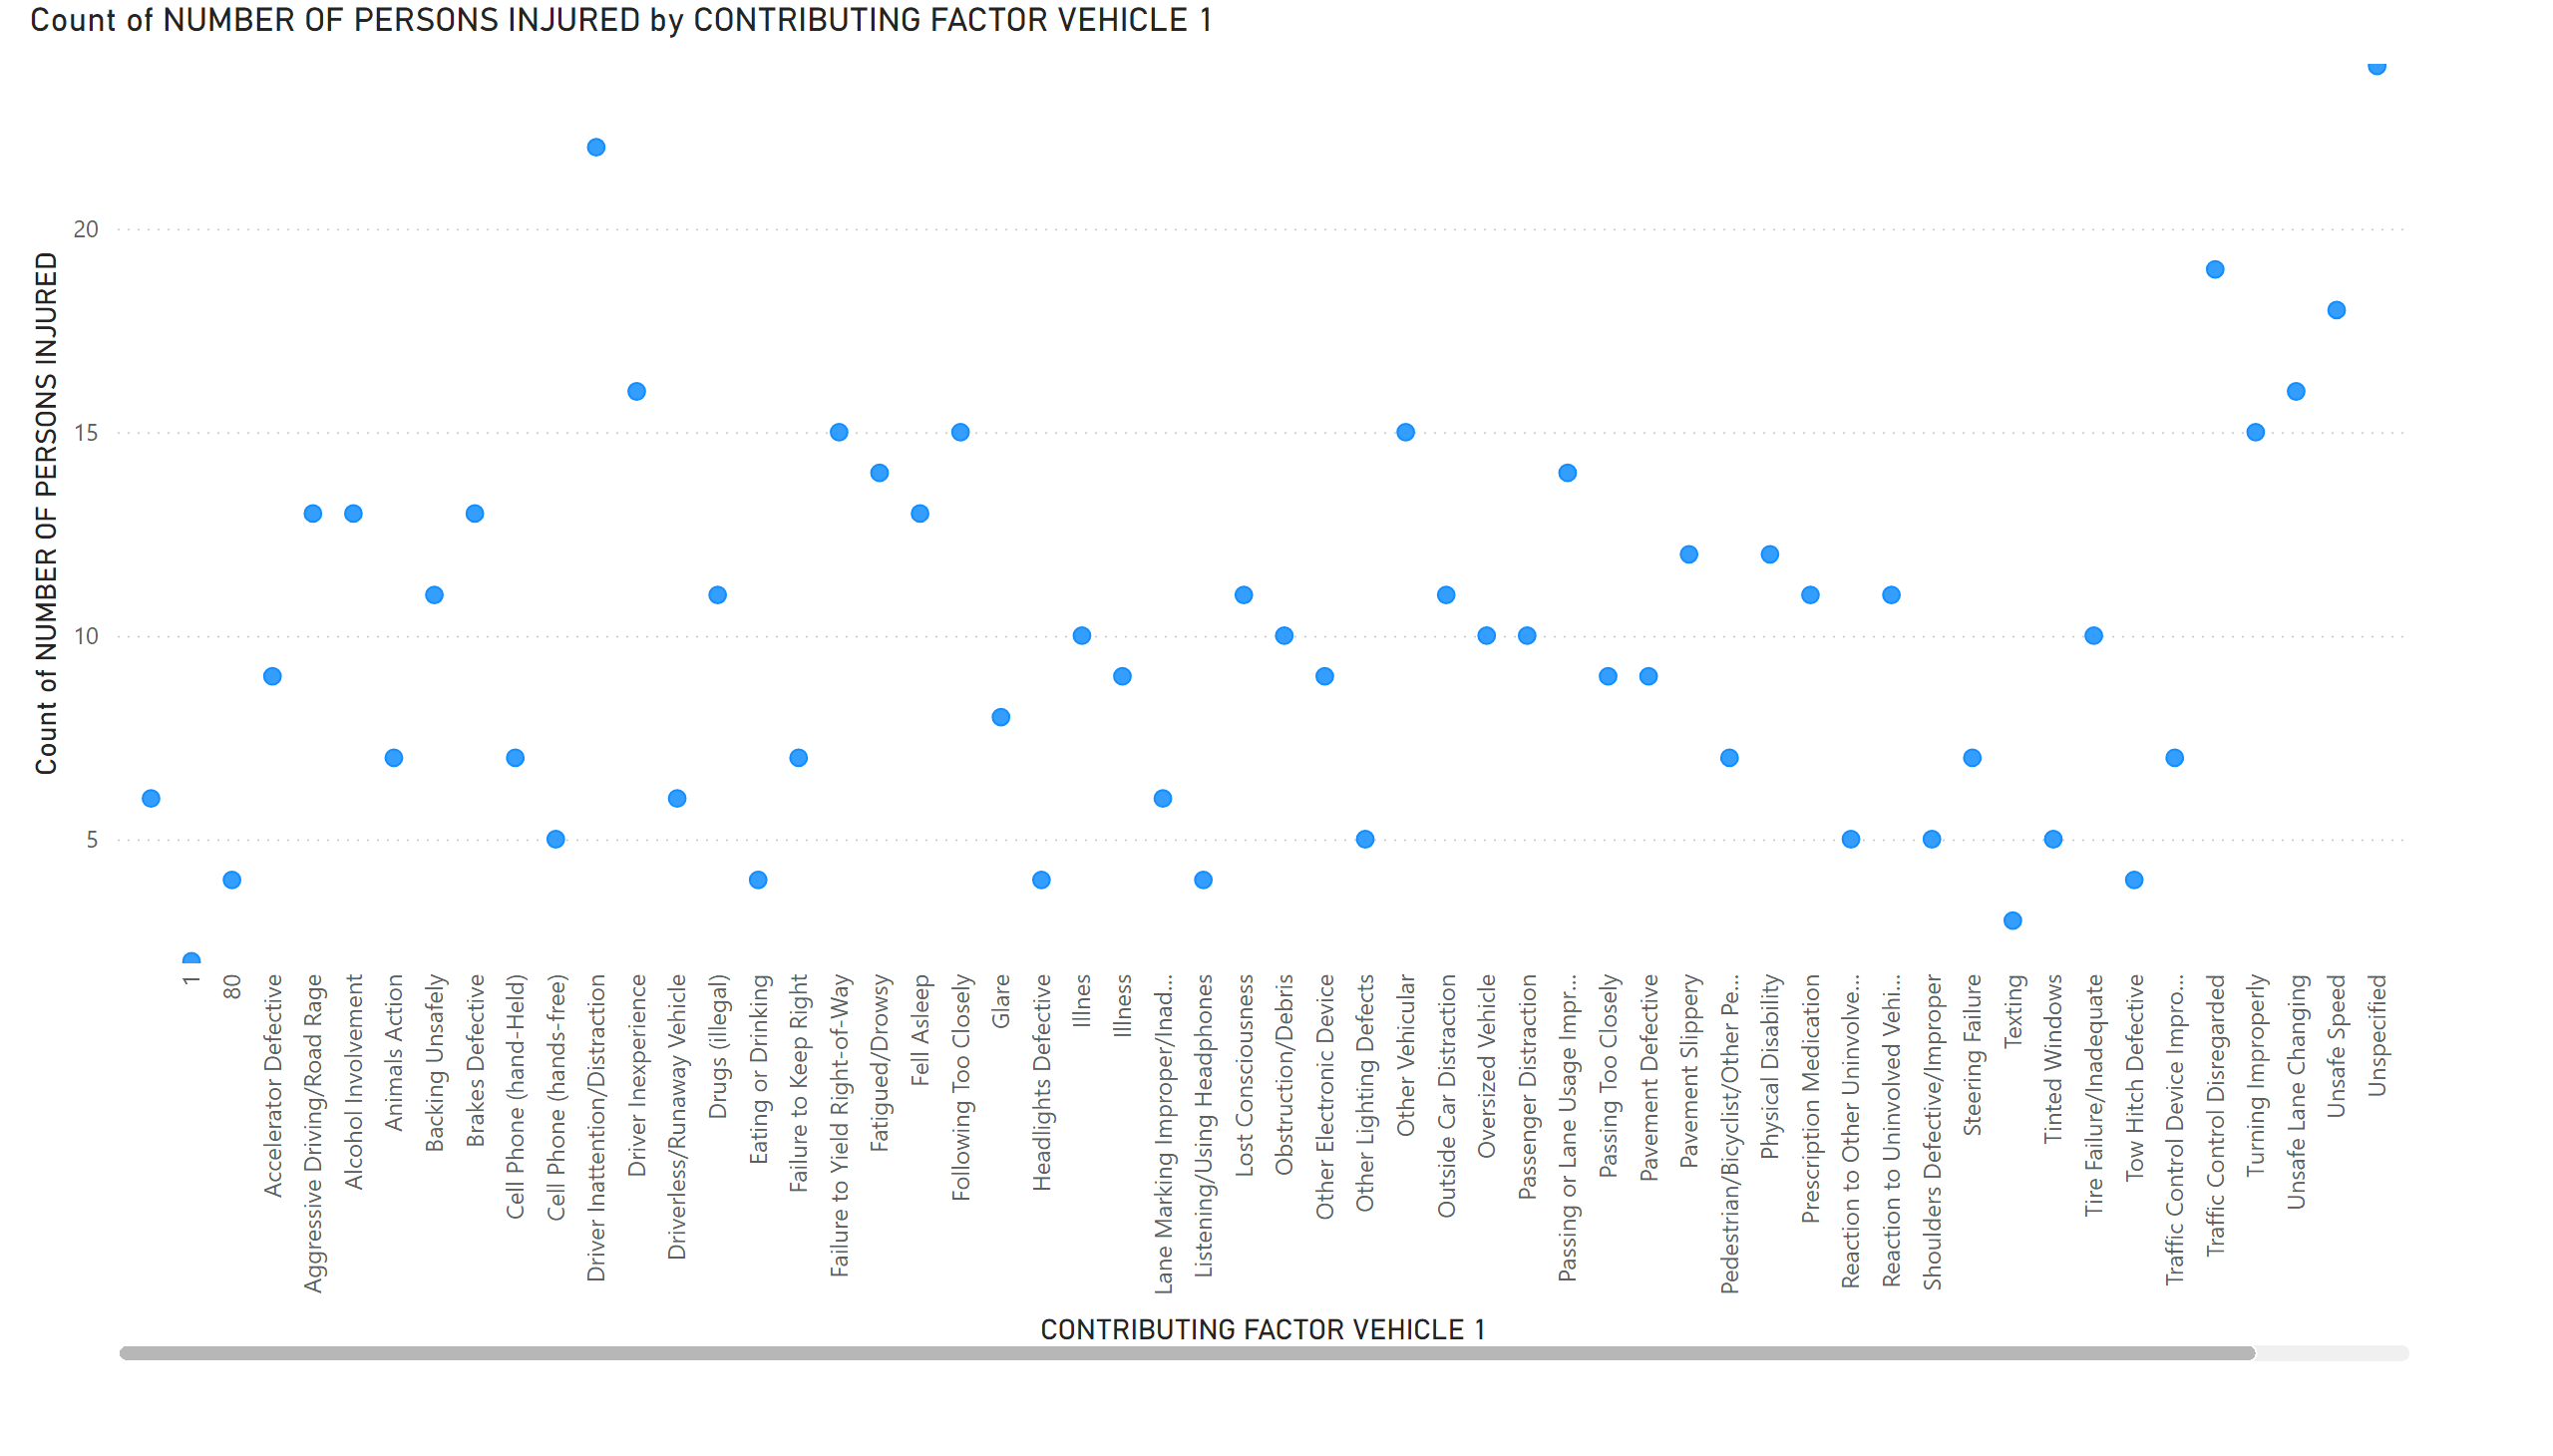 Count of NUMBER OF PERSONS INJURED by CONTRIBUTING FACTOR VEHICLE 1
Count of NUMBER OF PERSONS INJURED
20
15
10
5
1
80
Accelerator Defective
Aggressive Driving/Road Rage
Alcohol Involvement
Animals Action
Backing Unsafely
Brakes Defective
Cell Phone (hand-Held)
Cell Phone (hands-free)
Driver Inattention/Distraction
Driver Inexperience
Driverless/Runaway Vehicle
Drugs (illegal)
Eating or Drinking
Failure to Keep Right
Failure to Yield Right-of-Way
Fatigued/Drowsy
Fell Asleep
Following Too Closely
Glare
Headlights Defective
Illnes
Illness
Lane Marking Improper/Inad...
Listening/Using Headphones
Lost Consciousness
Obstruction/Debris
Other Electronic Device
Other Lighting Defects
Other Vehicular
Outside Car Distraction
Oversized Vehicle
Passenger Distraction
Passing or Lane Usage Impr...
Passing Too Closely
Pavement Defective
Pavement Slippery
Pedestrian/Bicyclist/Other Pe...
Physical Disability
Prescription Medication
Reaction to Other Uninvolve...
Reaction to Uninvolved Vehi...
Shoulders Defective/Improper
Steering Failure
Texting
Tinted Windows
Tire Failure/Inadequate
Tow Hitch Defective
Traffic Control Device Impro...
Traffic Control Disregarded
Turning Improperly
Unsafe Lane Changing
Unsafe Speed
Unspecified
CONTRIBUTING FACTOR VEHICLE 1